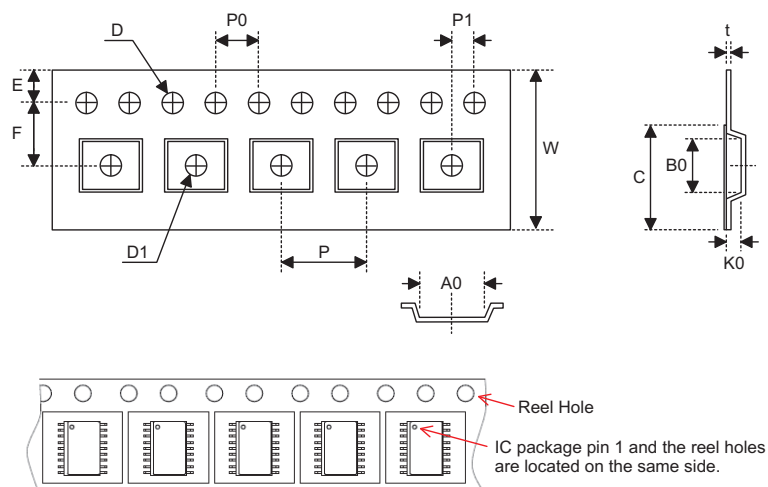 D
P0
P1
t
E
F
W
C
B0
D1
P
K0
A0
Reel Hole
IC package pin 1 and the reel holes
are located on the same side.